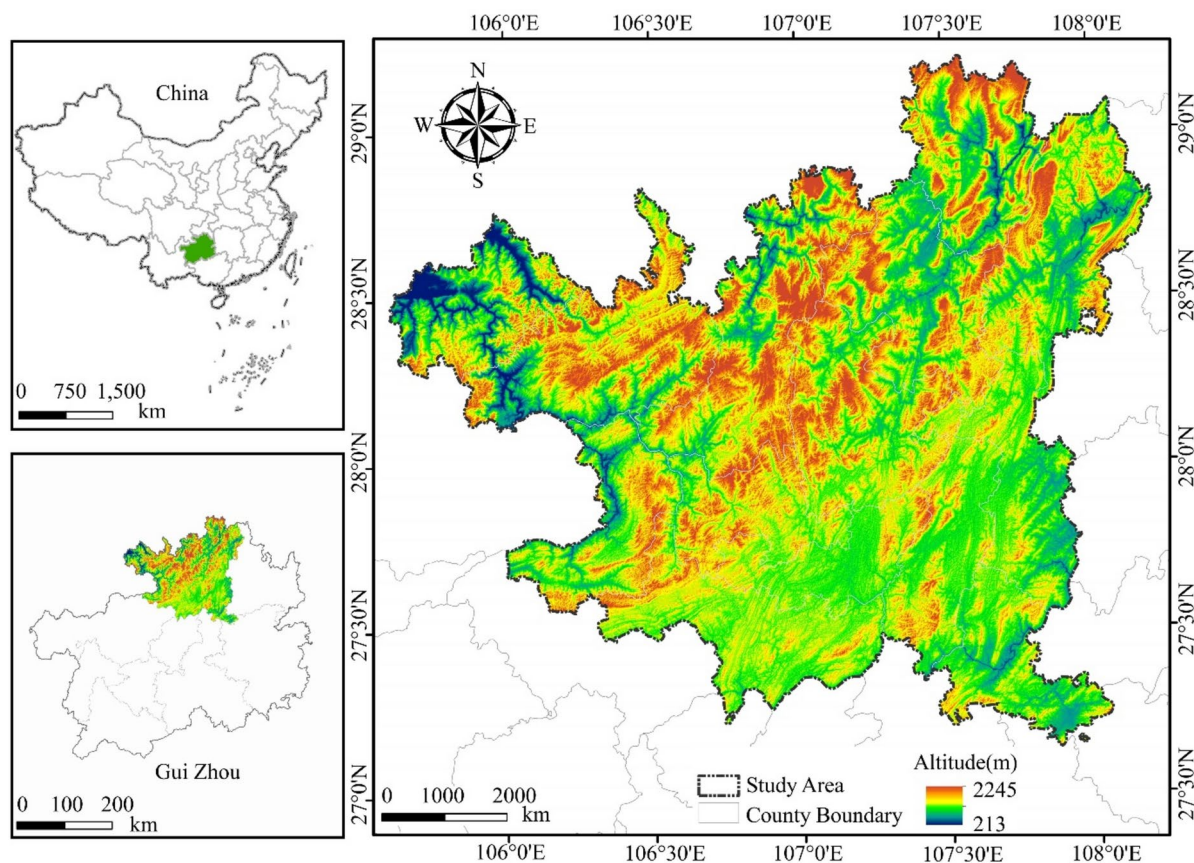 China
0 750 1,500
km
Gui Zhou
0 100 200
km
106°0'E 106°30'E 107°0'E 107°30'E 108°0'E
N
W E
S
29°0'N 29°0'N
28°30'N 28°30'N
28°0'N 28°0'N
27°30'N 27°30'N
27°0'N 27°30'N
Study Area
County Boundary
Altitude(m)
2245
213
0 1000 2000
km
106°0'E 106°30'E 107°0'E 107°30'E 108°0'E